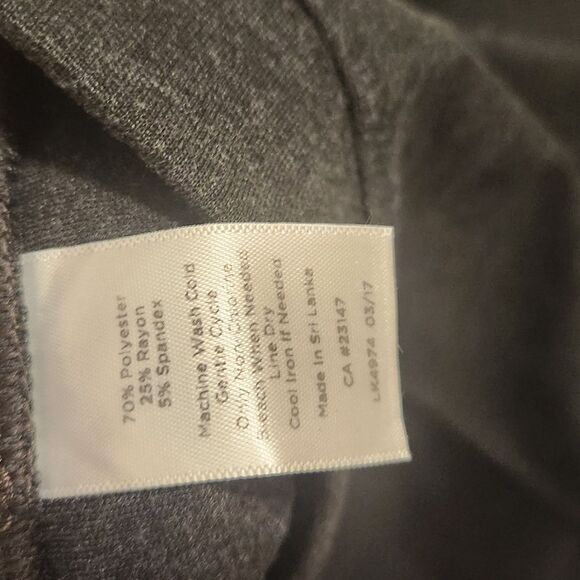 70% Polyester
25% Rayon
5% Spandex
Machine Wash Cold
Gentle Cycle
Only Non-Chlorine
Bleach When Needed
Line Dry
Cool Iron If Needed
Made In Sri Lanka
CA #23147
LK4974 03/17